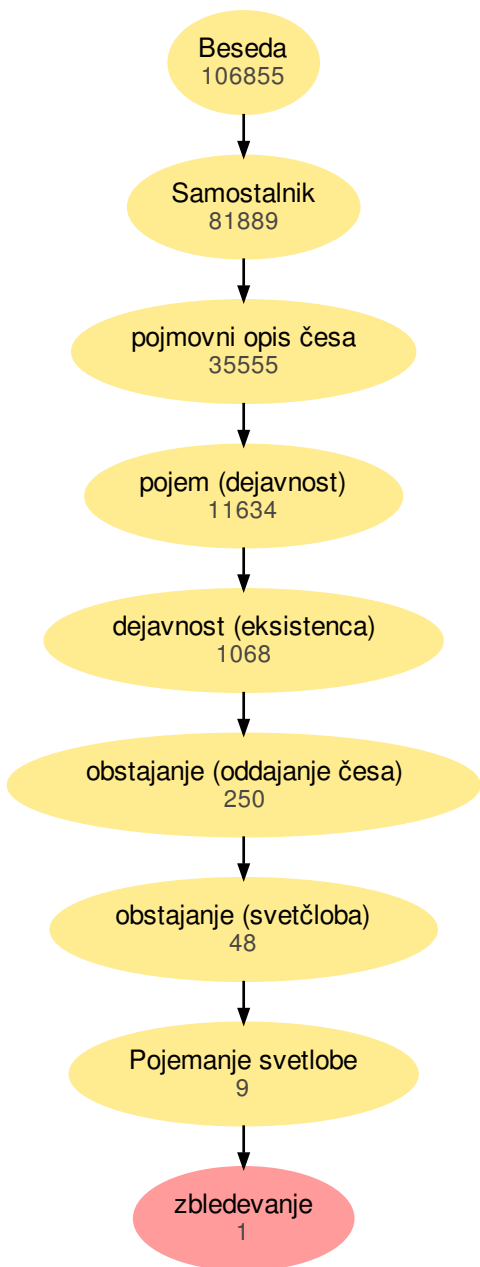 Beseda
106855
Samostalnik
81889
pojmovni opis česa
35555
pojem (dejavnost)
11634
dejavnost (eksistenca)
1068
obstajanje (oddajanje česa)
250
obstajanje (svetčloba)
48
Pojemanje svetlobe
9
zbledevanje
1